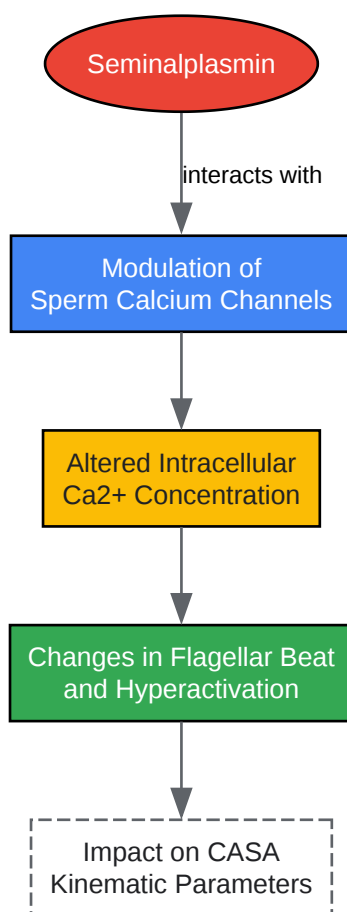 Seminalplasmin
interacts with
Modulation of
Sperm Calcium Channels
Altered Intracellular
Ca2+ Concentration
Changes in Flagellar Beat
and Hyperactivation
Impact on CASA
Kinematic Parameters